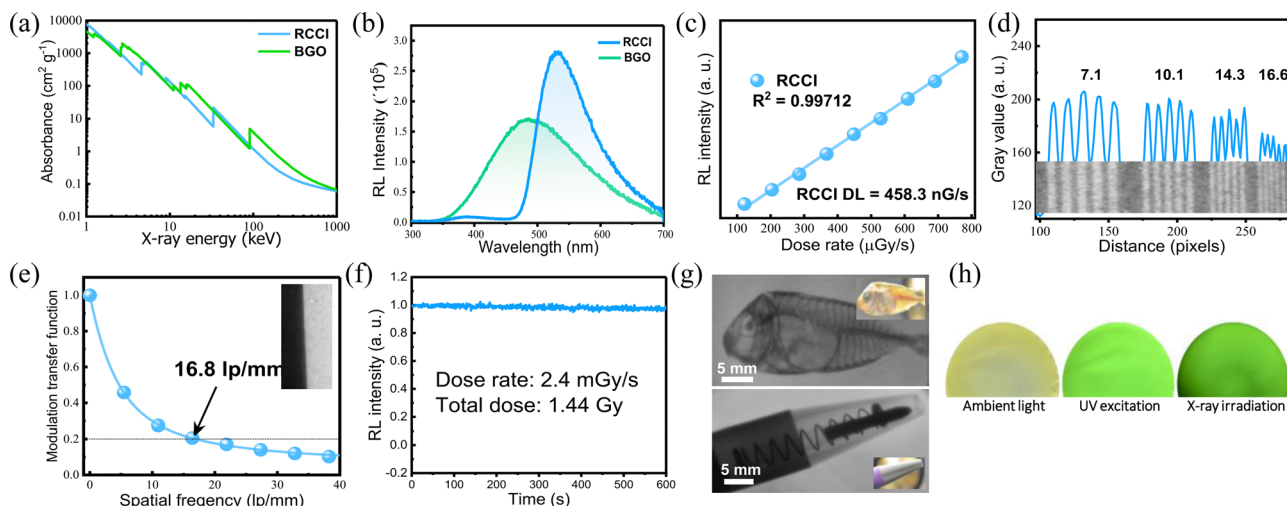 (a)
10000
1000
100
10
1
0.1
0.01
Absorbance (cm² g⁻¹)
RCCI
BGO
1
10
100
1000
X-ray energy (keV)
(b)
3.0
2.5
2.0
1.5
1.0
0.5
0.0
RL Intensity (´10⁵)
RCCI
BGO
300
400
500
600
700
Wavelength (nm)
(c)
RL intensity (a. u.)
RCCI
R² = 0.99712
RCCI DL = 458.3 nG/s
100 200 300 400 500 600 700 800
Dose rate (μGy/s)
(d)
240
200
160
120
Gray value (a. u.)
7.1
10.1
14.3
16.6
100
150
200
250
Distance (pixels)
(e)
1.0
0.8
0.6
0.4
0.2
0.0
Modulation transfer function
16.8 lp/mm
0
10
20
30
40
Spatial freqency (lp/mm)
(f)
1.2
1.0
0.8
0.6
0.4
0.2
0.0
-0.2
RL intensity (a. u.)
Dose rate: 2.4 mGy/s
Total dose: 1.44 Gy
0 100 200 300 400 500 600
Time (s)
(g)
5 mm
5 mm
(h)
Ambient light
UV excitation
X-ray irradiation